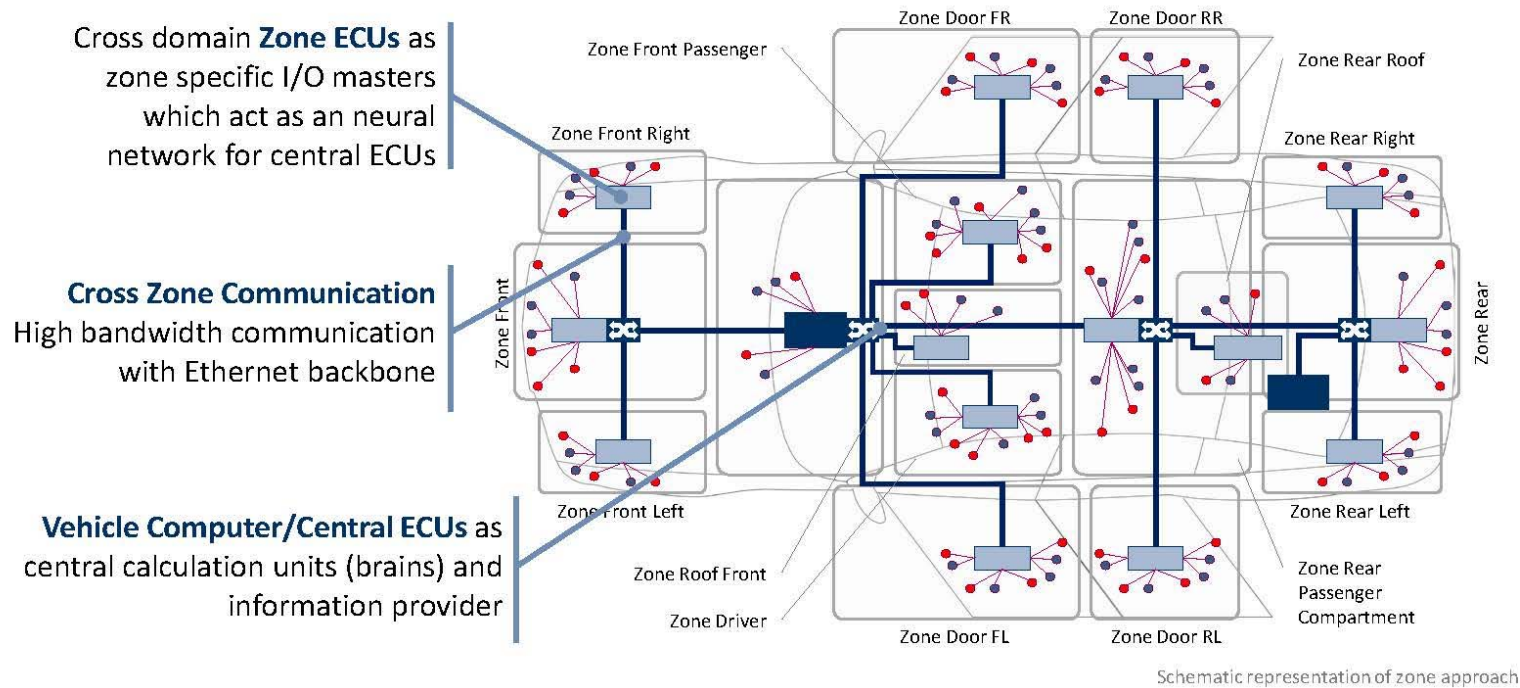 Cross domain Zone ECUs as
zone specific I/O masters
which act as an neural
network for central ECUs
Cross Zone Communication
High bandwidth communication
with Ethernet backbone
Vehicle Computer/Central ECUs as
central calculation units (brains) and
information provider
Zone Door FR
Zone Door RR
Zone Front Passenger
Zone Rear Roof
Zone Front Right
Zone Rear Right
Zone Front
Zone Rear
Zone Front Left
Zone Rear Left
Zone Roof Front
Zone Driver
Zone Rear
Passenger
Compartment
Zone Door FL
Zone Door RL
Schematic representation of zone approach